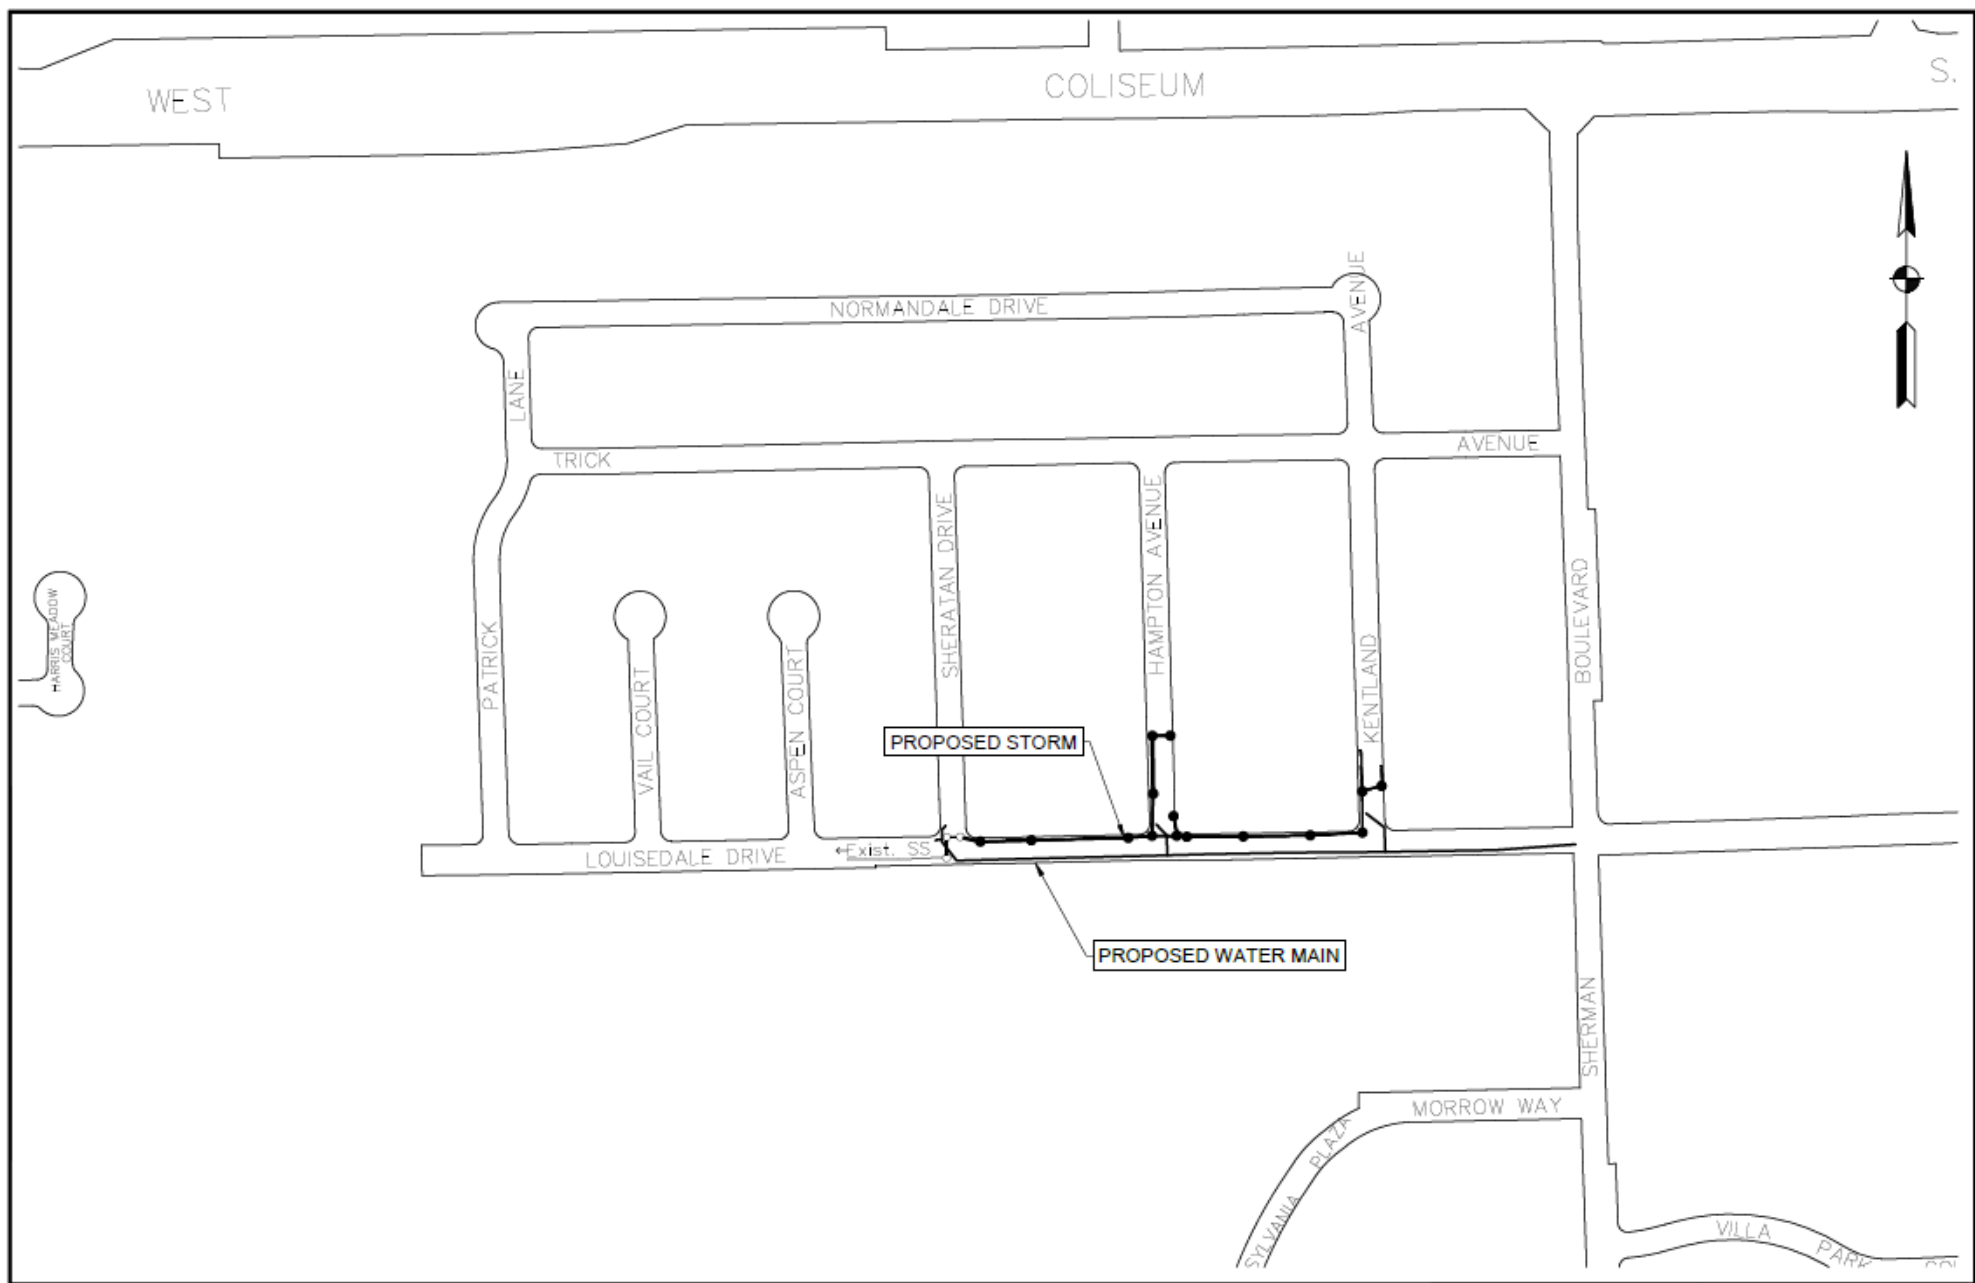 WEST
COLISEUM
S.
NORMANDALE DRIVE
AVENUE
LANE
TRICK
AVENUE
SHERATAN DRIVE
HAMPTON AVENUE
BOULEVARD
HARRIS MEADOW
COURT
PATRICK
VAIL COURT
ASPEN COURT
KENTLAND
PROPOSED STORM
←Exist. SS
LOUISEDALE DRIVE
PROPOSED WATER MAIN
SHERMAN
MORROW WAY
SYLVANIA PLAZA
VILLA PARK